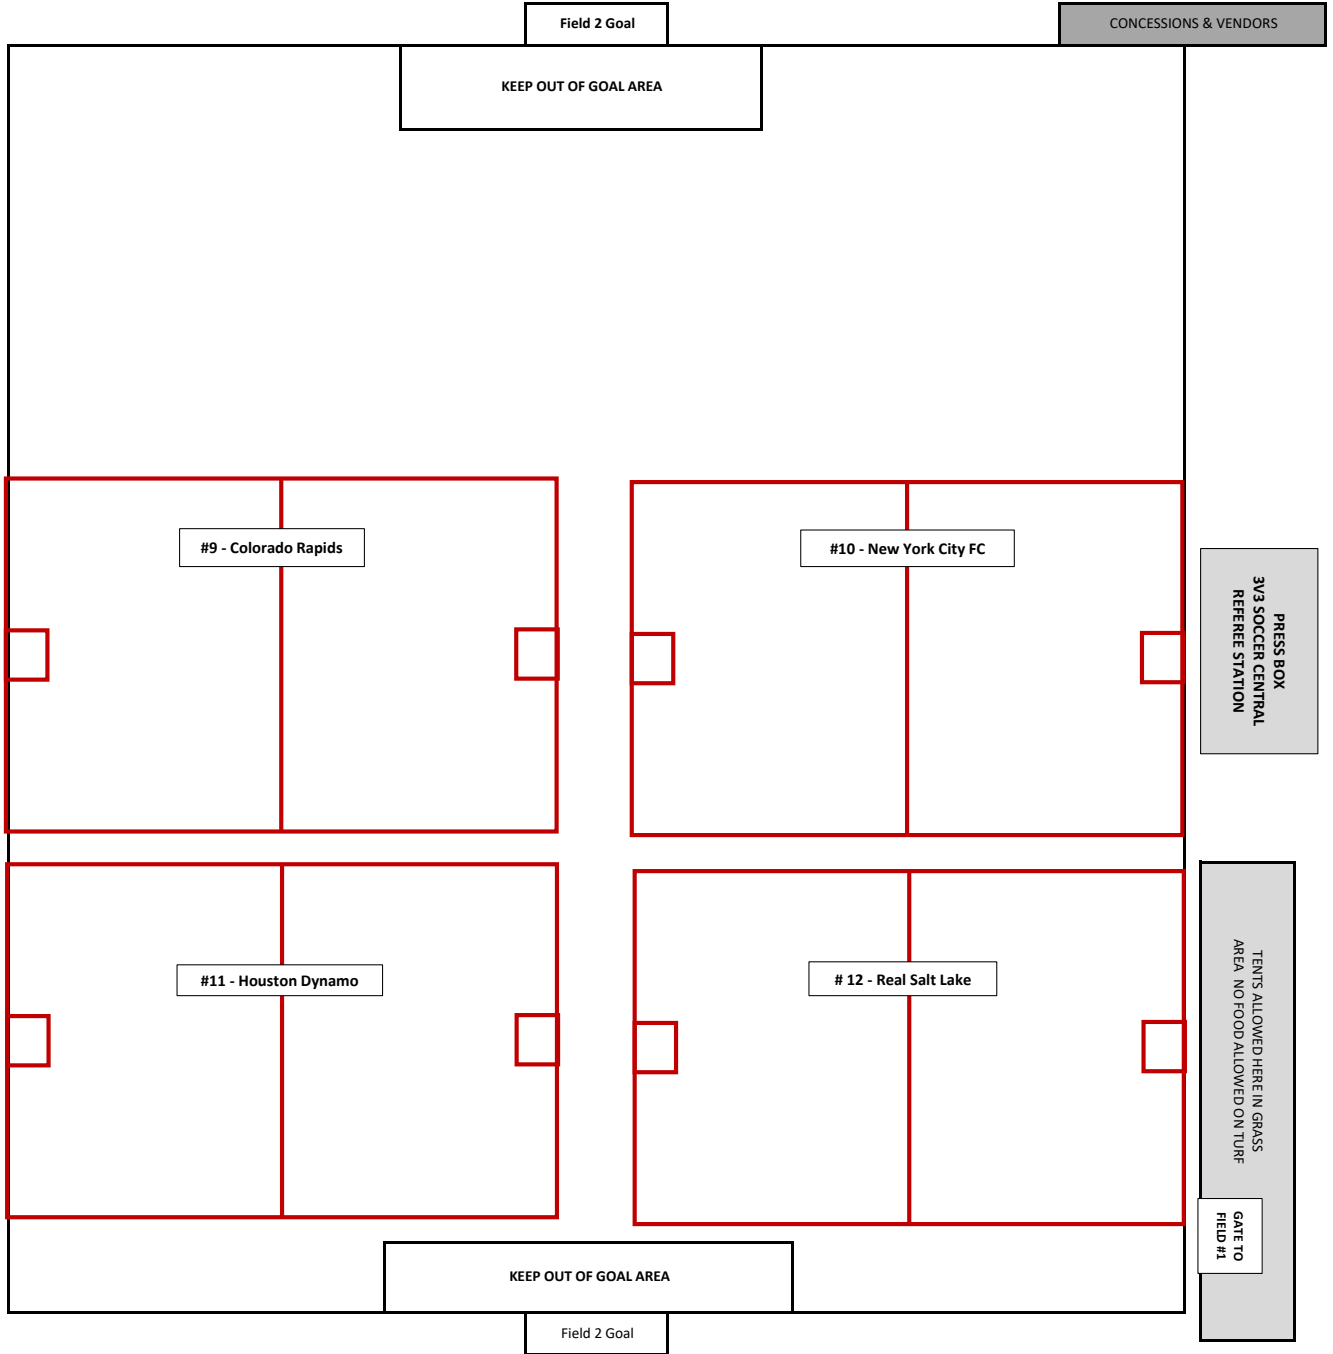 Field 2 Goal
CONCESSIONS & VENDORS
KEEP OUT OF GOAL AREA
#9 - Colorado Rapids
#10 - New York City FC
PRESS BOX
3V3 SOCCER CENTRAL
REFEREE STATION
#11 - Houston Dynamo
# 12 - Real Salt Lake
TENTS ALLOWED HERE IN GRASS
AREA NO FOOD ALLOWED ON TURF
GATE TO
FIELD #1
KEEP OUT OF GOAL AREA
Field 2 Goal